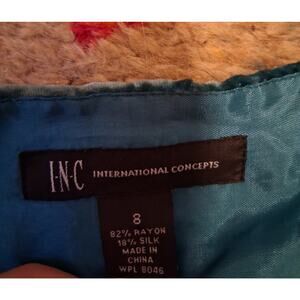 I·N·C INTERNATIONAL CONCEPTS
8
82% RAYON
18% SILK
MADE IN
CHINA
WPL 8046